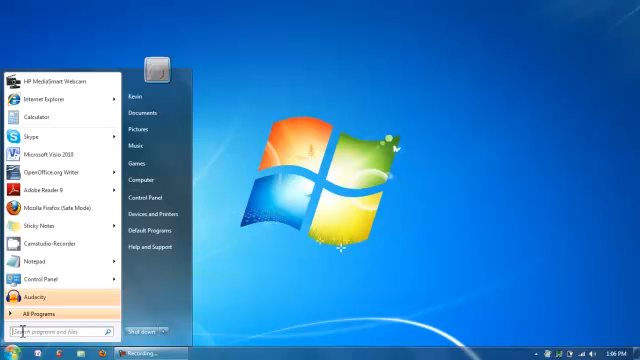 HP MediaSmart Webcam
Internet Explorer
Calculator
Skype
Microsoft Visio 2010
OpenOffice.org Writer
Adobe Reader 9
Mozilla Firefox (Safe Mode)
Sticky Notes
Camstudio-Recorder
Notepad
Control Panel
Audacity
All Programs
Search programs and files
Kevin
Documents
Pictures
Music
Games
Computer
Control Panel
Devices and Printers
Default Programs
Help and Support
Shut down
Recording...
1:06 PM